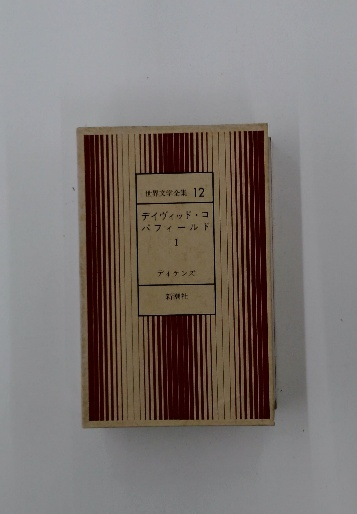 世界文学全集 12
デイヴィッド・コ
パフィールド
I
ディケンズ
新潮社